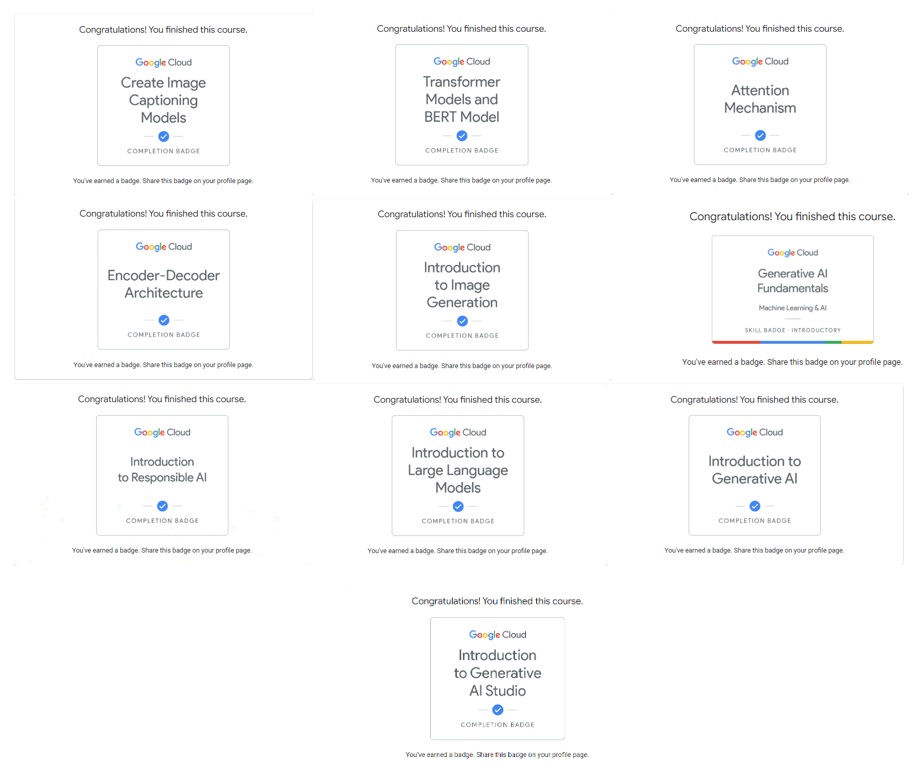 Congratulations! You finished this course.
Google Cloud
Create Image
Captioning
Models
COMPLETION BADGE
You've earned a badge. Share this badge on your profile page.
Congratulations! You finished this course.
Google Cloud
Transformer
Models and
BERT Model
COMPLETION BADGE
You've earned a badge. Share this badge on your profile page.
Congratulations! You finished this course.
Google Cloud
Attention
Mechanism
COMPLETION BADGE
You've earned a badge. Share this badge on your profile page.
Congratulations! You finished this course.
Google Cloud
Encoder-Decoder
Architecture
COMPLETION BADGE
You've earned a badge. Share this badge on your profile page.
Congratulations! You finished this course.
Google Cloud
Introduction
to Image
Generation
COMPLETION BADGE
You've earned a badge. Share this badge on your profile page.
Congratulations! You finished this course.
Google Cloud
Generative AI
Fundamentals
Machine Learning & AI
SKILL BADGE · INTRODUCTORY
You've earned a badge. Share this badge on your profile page.
Congratulations! You finished this course.
Google Cloud
Introduction
to Responsible AI
COMPLETION BADGE
You've earned a badge. Share this badge on your profile page.
Congratulations! You finished this course.
Google Cloud
Introduction to
Large Language
Models
COMPLETION BADGE
You've earned a badge. Share this badge on your profile page.
Congratulations! You finished this course.
Google Cloud
Introduction to
Generative AI
COMPLETION BADGE
You've earned a badge. Share this badge on your profile page.
Congratulations! You finished this course.
Google Cloud
Introduction
to Generative
AI Studio
COMPLETION BADGE
You've earned a badge. Share this badge on your profile page.